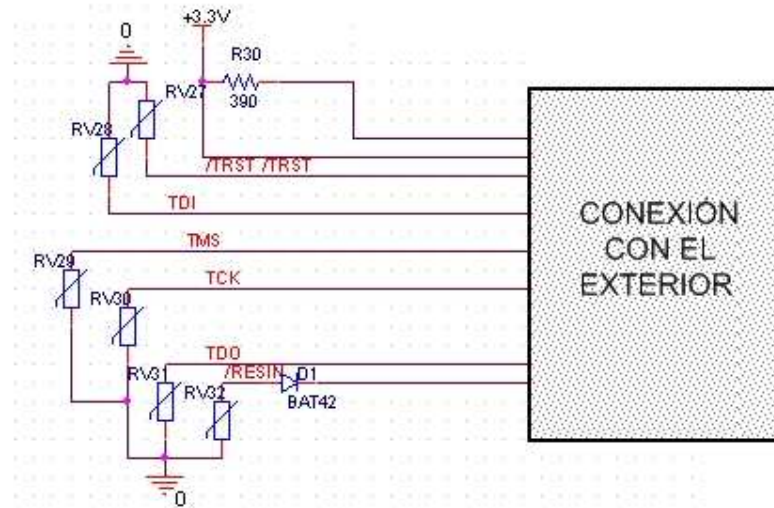 +3.3V
0
R30
390
RV27
RV28
/TRST /TRST
TDI
TMS
RV29
TCK
RV30
TDO
/RESIN
D1
BAT42
RV31
RV32
0
CONEXION
CON EL
EXTERIOR